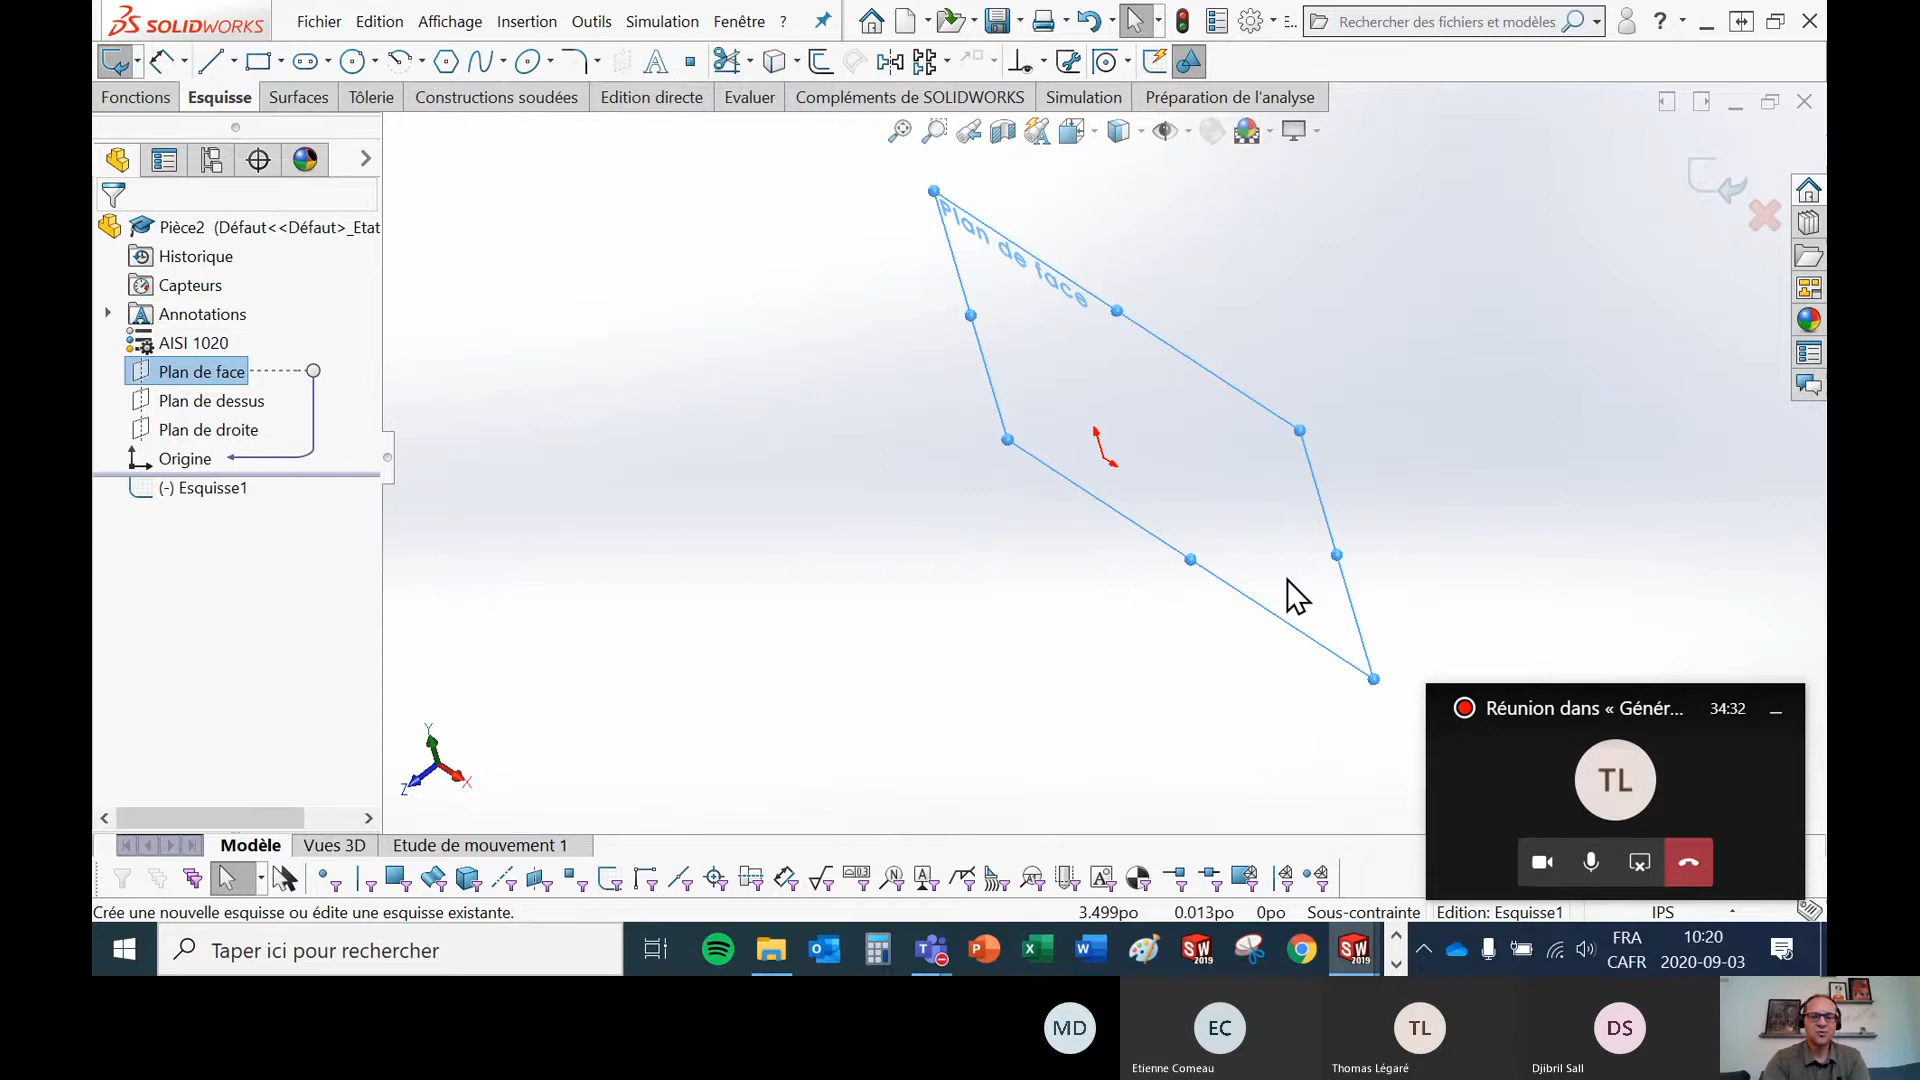 SOLIDWORKS
Fichier Edition Affichage Insertion Outils Simulation Fenêtre ?
Rechercher des fichiers et modèles
Fonctions Esquisse Surfaces Tôlerie Constructions soudées Edition directe Evaluer Compléments de SOLIDWORKS Simulation Préparation de l'analyse
Pièce2 (Défaut<<Défaut>_Etat
Historique
Capteurs
Annotations
AISI 1020
Plan de face
Plan de dessus
Plan de droite
Origine
(-) Esquisse1
Plan de face
Y
Z
X
Réunion dans « Génér... 34:32
TL
Modèle Vues 3D Etude de mouvement 1
Crée une nouvelle esquisse ou édite une esquisse existante.
3.499po 0.013po 0po Sous-contrainte Edition: Esquisse1 IPS
Taper ici pour rechercher
SW 2019
SW 2019
FRA
CAFR
10:20
2020-09-03
MD
EC
TL
DS
Etienne Comeau
Thomas Légaré
Djibril Sall